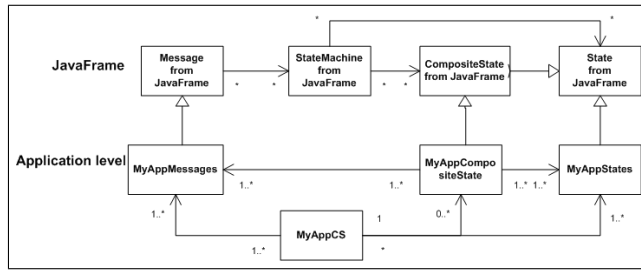 * *
JavaFrame
Message
from
JavaFrame
StateMachine
from
JavaFrame
CompositeState
from JavaFrame
State
from
JavaFrame
* * * *
Application level
MyAppMessages
MyAppCompo
siteState
MyAppStates
1..* 1..* 1..* 1..*
1..* 1 0..* 1..*
MyAppCS
1..* *